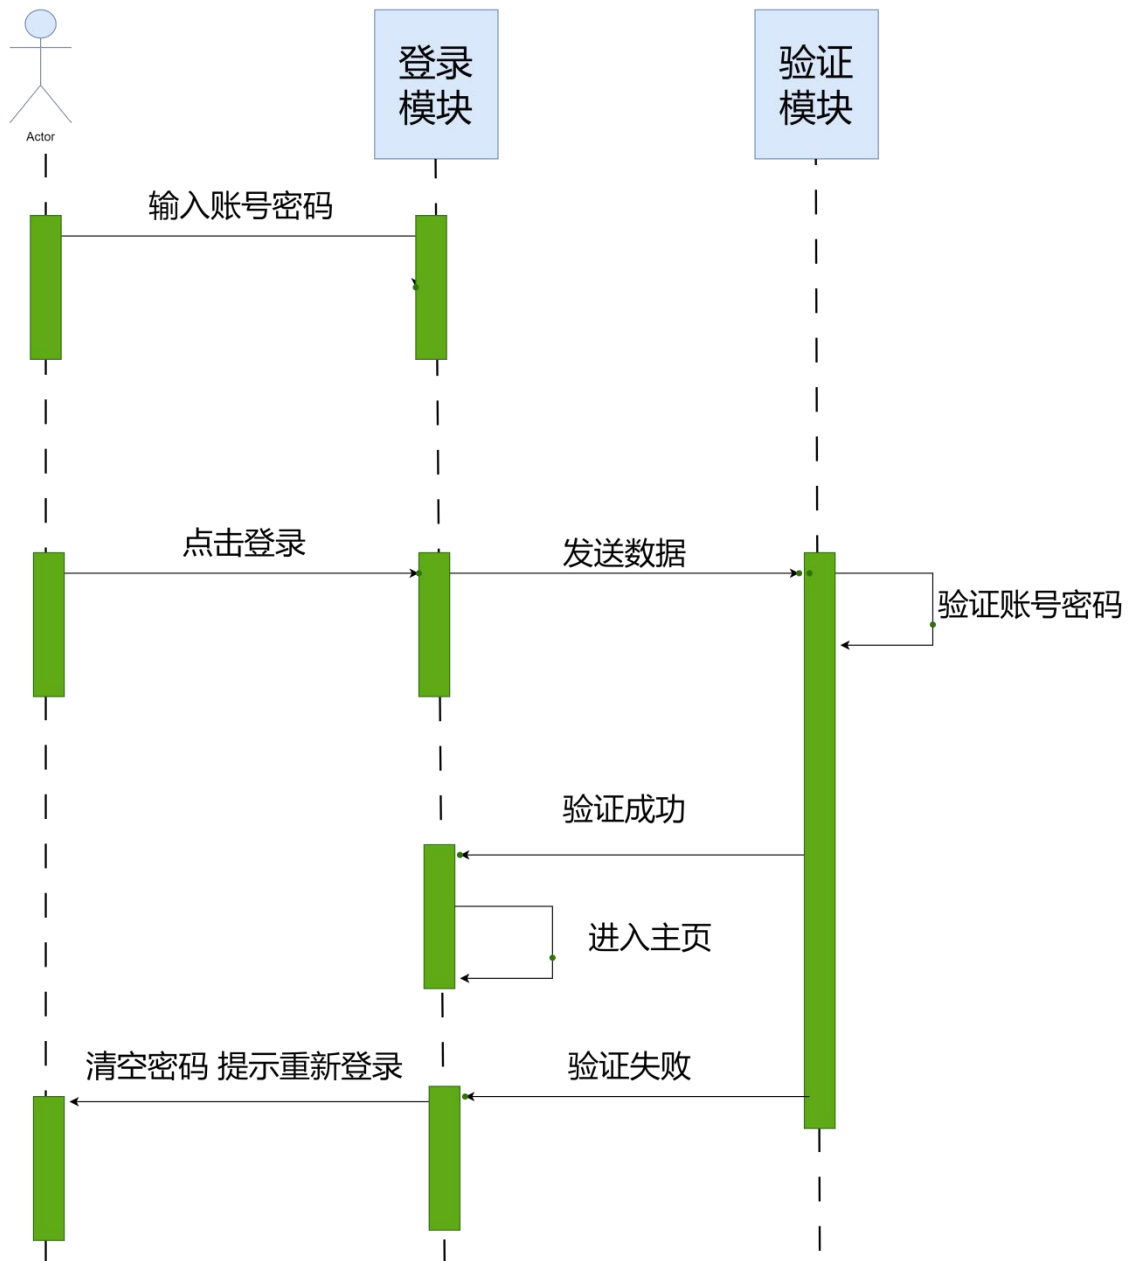 登录
模块
验证
模块
Actor
输入账号密码
点击登录
发送数据
验证账号密码
验证成功
进入主页
清空密码 提示重新登录
验证失败